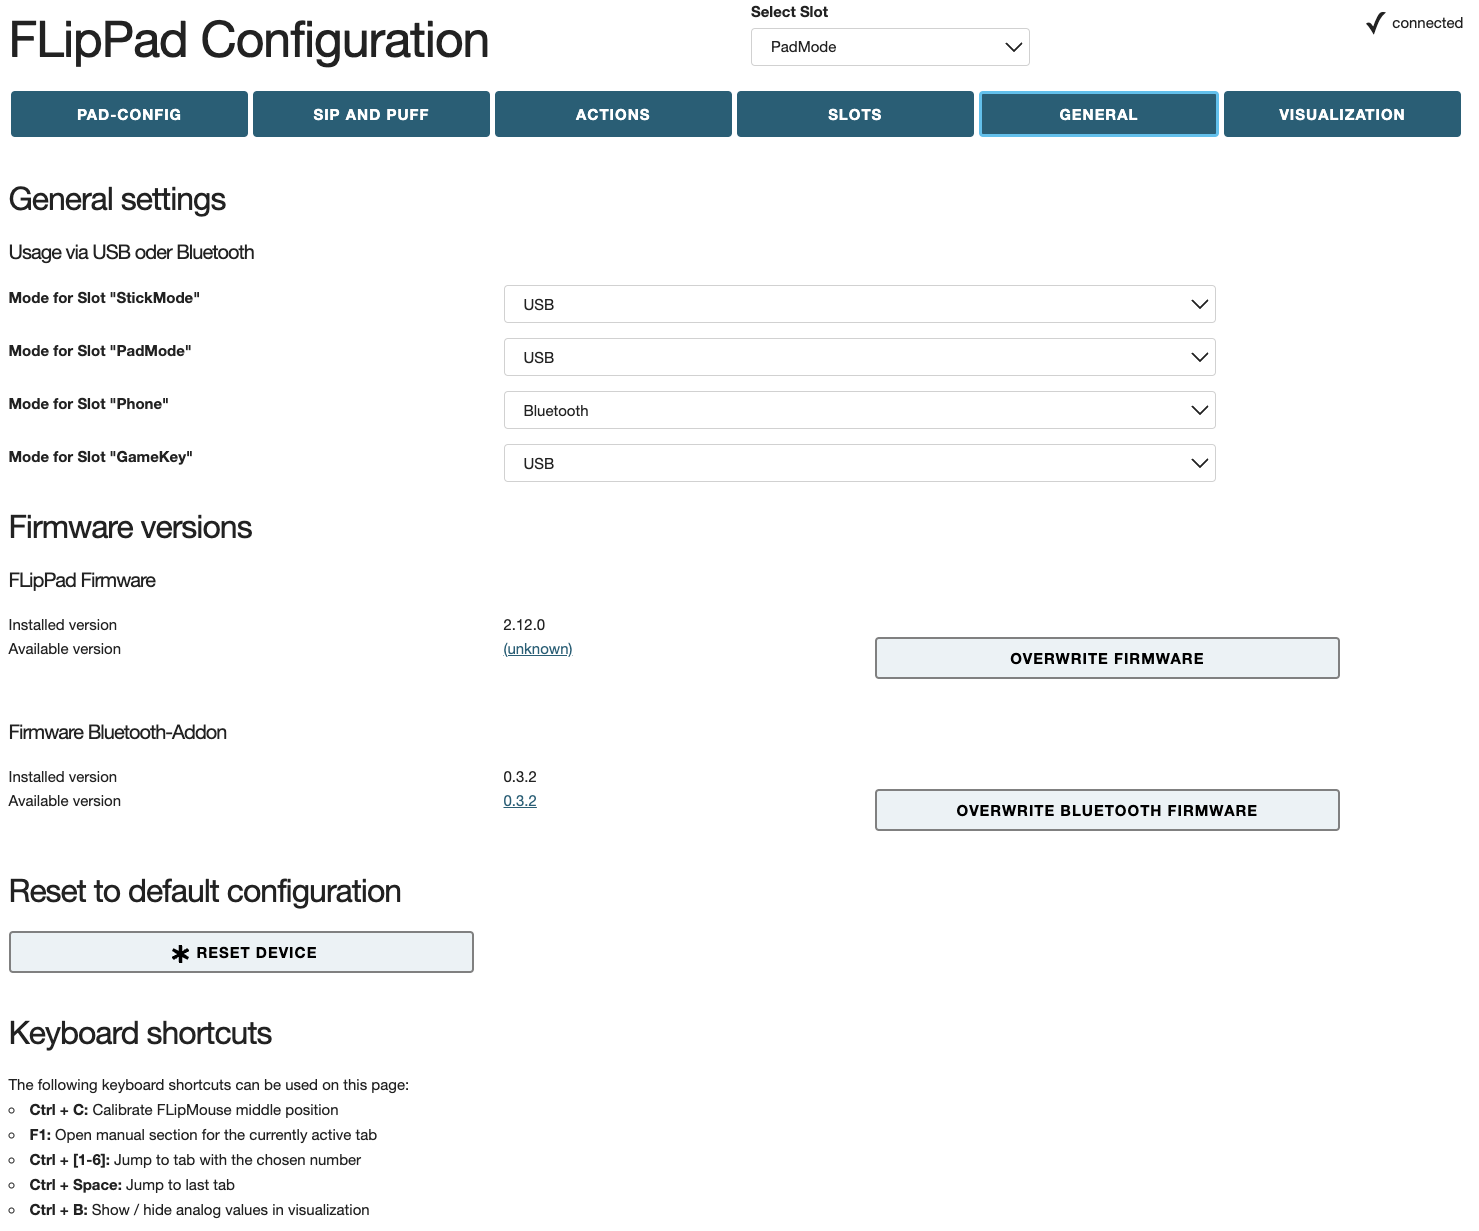 FLipPad Configuration
Select Slot
PadMode
connected
PAD-CONFIG
SIP AND PUFF
ACTIONS
SLOTS
GENERAL
VISUALIZATION
General settings
Usage via USB oder Bluetooth
Mode for Slot "StickMode"
USB
Mode for Slot "PadMode"
USB
Mode for Slot "Phone"
Bluetooth
Mode for Slot "GameKey"
USB
Firmware versions
FLipPad Firmware
Installed version
2.12.0
Available version
(unknown)
OVERWRITE FIRMWARE
Firmware Bluetooth-Addon
Installed version
0.3.2
Available version
0.3.2
OVERWRITE BLUETOOTH FIRMWARE
Reset to default configuration
RESET DEVICE
Keyboard shortcuts
The following keyboard shortcuts can be used on this page:
Ctrl + C: Calibrate FLipMouse middle position
F1: Open manual section for the currently active tab
Ctrl + [1-6]: Jump to tab with the chosen number
Ctrl + Space: Jump to last tab
Ctrl + B: Show / hide analog values in visualization